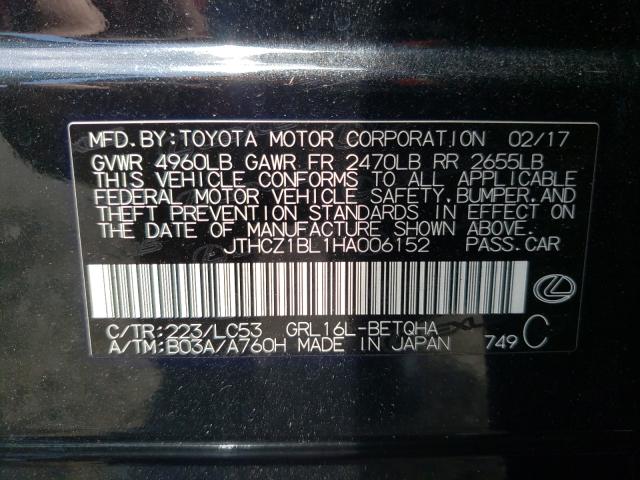 MFD.BY:TOYOTA MOTOR CORPORATION 02/17
GVWR 4960LB GAWR FR 2470LB RR 2655LB
THIS VEHICLE CONFORMS TO ALL APPLICABLE
FEDERAL MOTOR VEHICLE SAFETY,BUMPER,AND
THEFT PREVENTION STANDARDS IN EFFECT ON
THE DATE OF MANUFACTURE SHOWN ABOVE.
JTHCZ1BL1HA006152 PASS.CAR
C/TR:223/LC53 GRL16L-BETQHA
A/TM:B03A/A760H MADE IN JAPAN 749 C